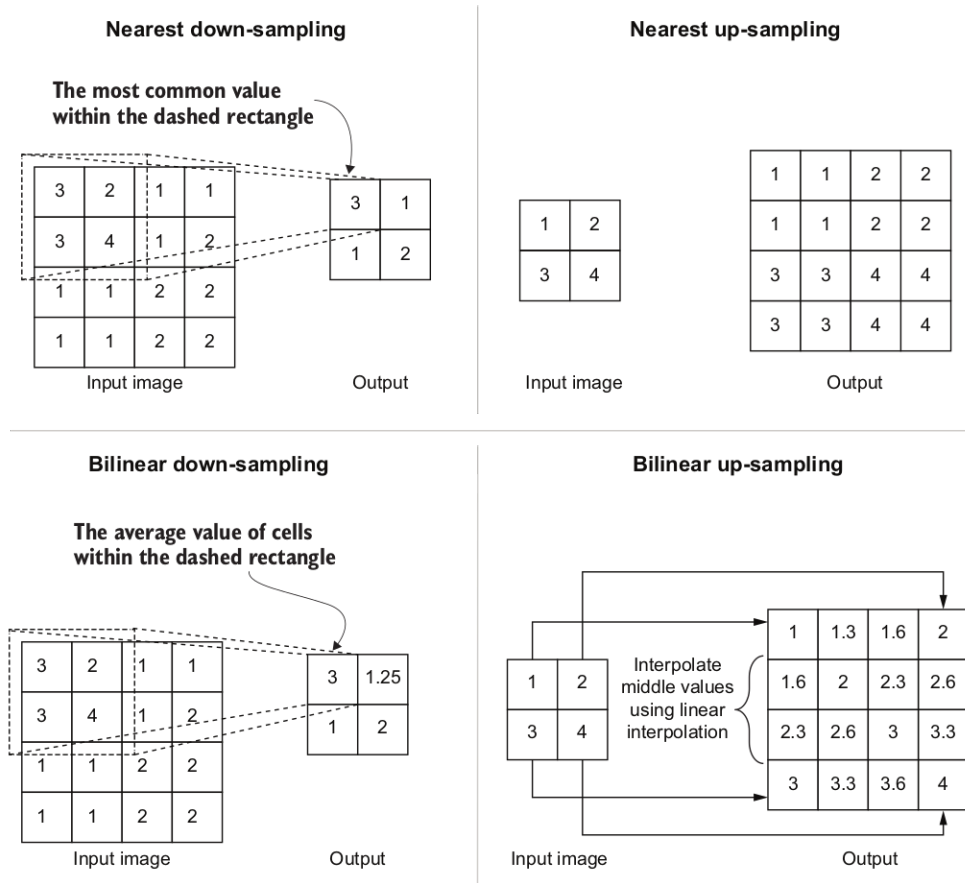 Nearest down-sampling
The most common value
within the dashed rectangle
3 2 1 1
3 4 1 2
1 1 2 2
1 1 2 2
Input image
3 1
1 2
Output
Nearest up-sampling
1 2
3 4
Input image
1 1 2 2
1 1 2 2
3 3 4 4
3 3 4 4
Output
Bilinear down-sampling
The average value of cells
within the dashed rectangle
3 2 1 1
3 4 1 2
1 1 2 2
1 1 2 2
Input image
3 1.25
1 2
Output
Bilinear up-sampling
1 2
3 4
Input image
Interpolate
middle values
using linear
interpolation
1 1.3 1.6 2
1.6 2 2.3 2.6
2.3 2.6 3 3.3
3 3.3 3.6 4
Output